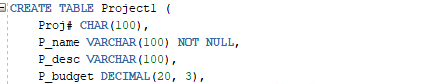 CREATE TABLE Project1 (
Proj# CHAR(100),
P_name VARCHAR(100) NOT NULL,
P_desc VARCHAR(100),
P_budget DECIMAL(20, 3),